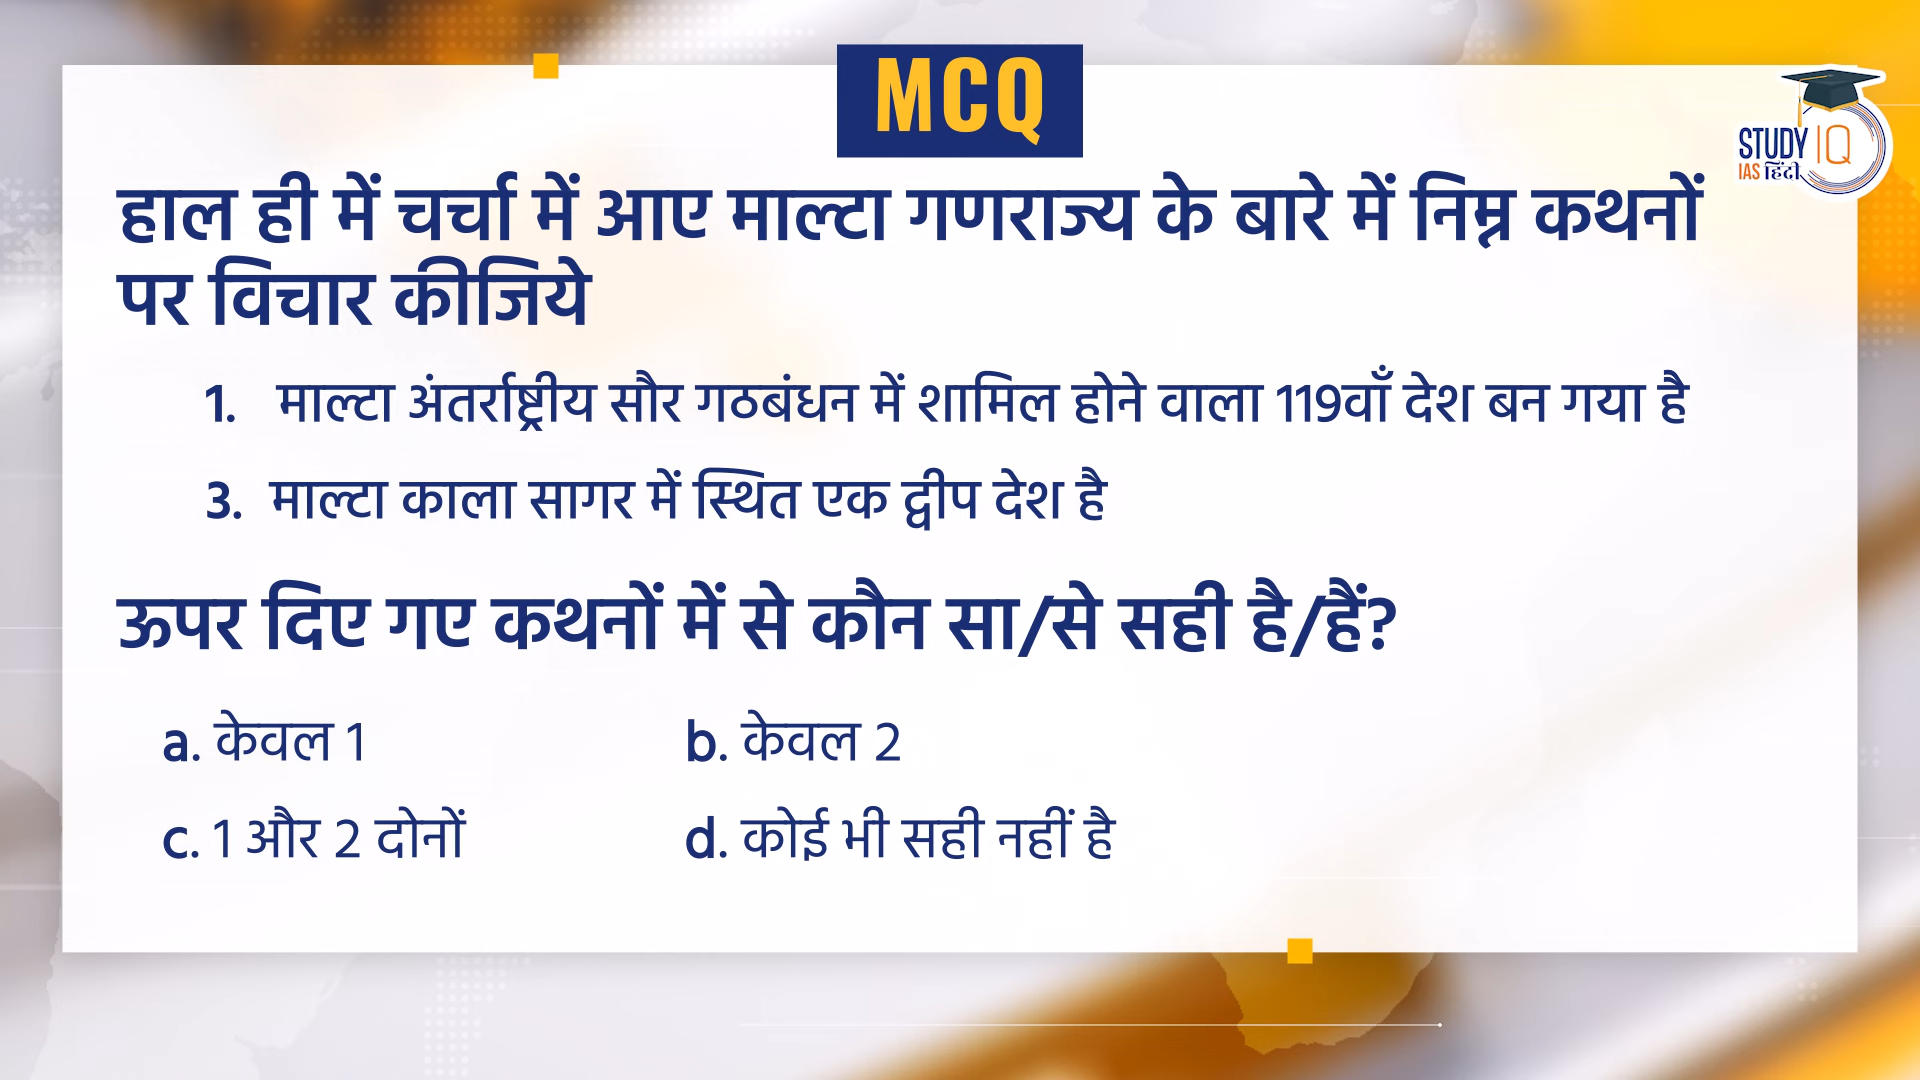 MCQ
STUDY IQ
IAS हिंदी
हाल ही में चर्चा में आए माल्टा गणराज्य के बारे में निम्न कथनों
पर विचार कीजिये
1. माल्टा अंतर्राष्ट्रीय सौर गठबंधन में शामिल होने वाला 119वाँ देश बन गया है
3. माल्टा काला सागर में स्थित एक द्वीप देश है
ऊपर दिए गए कथनों में से कौन सा/से सही है/हैं?
a. केवल 1 b. केवल 2
c. 1 और 2 दोनों d. कोई भी सही नहीं है